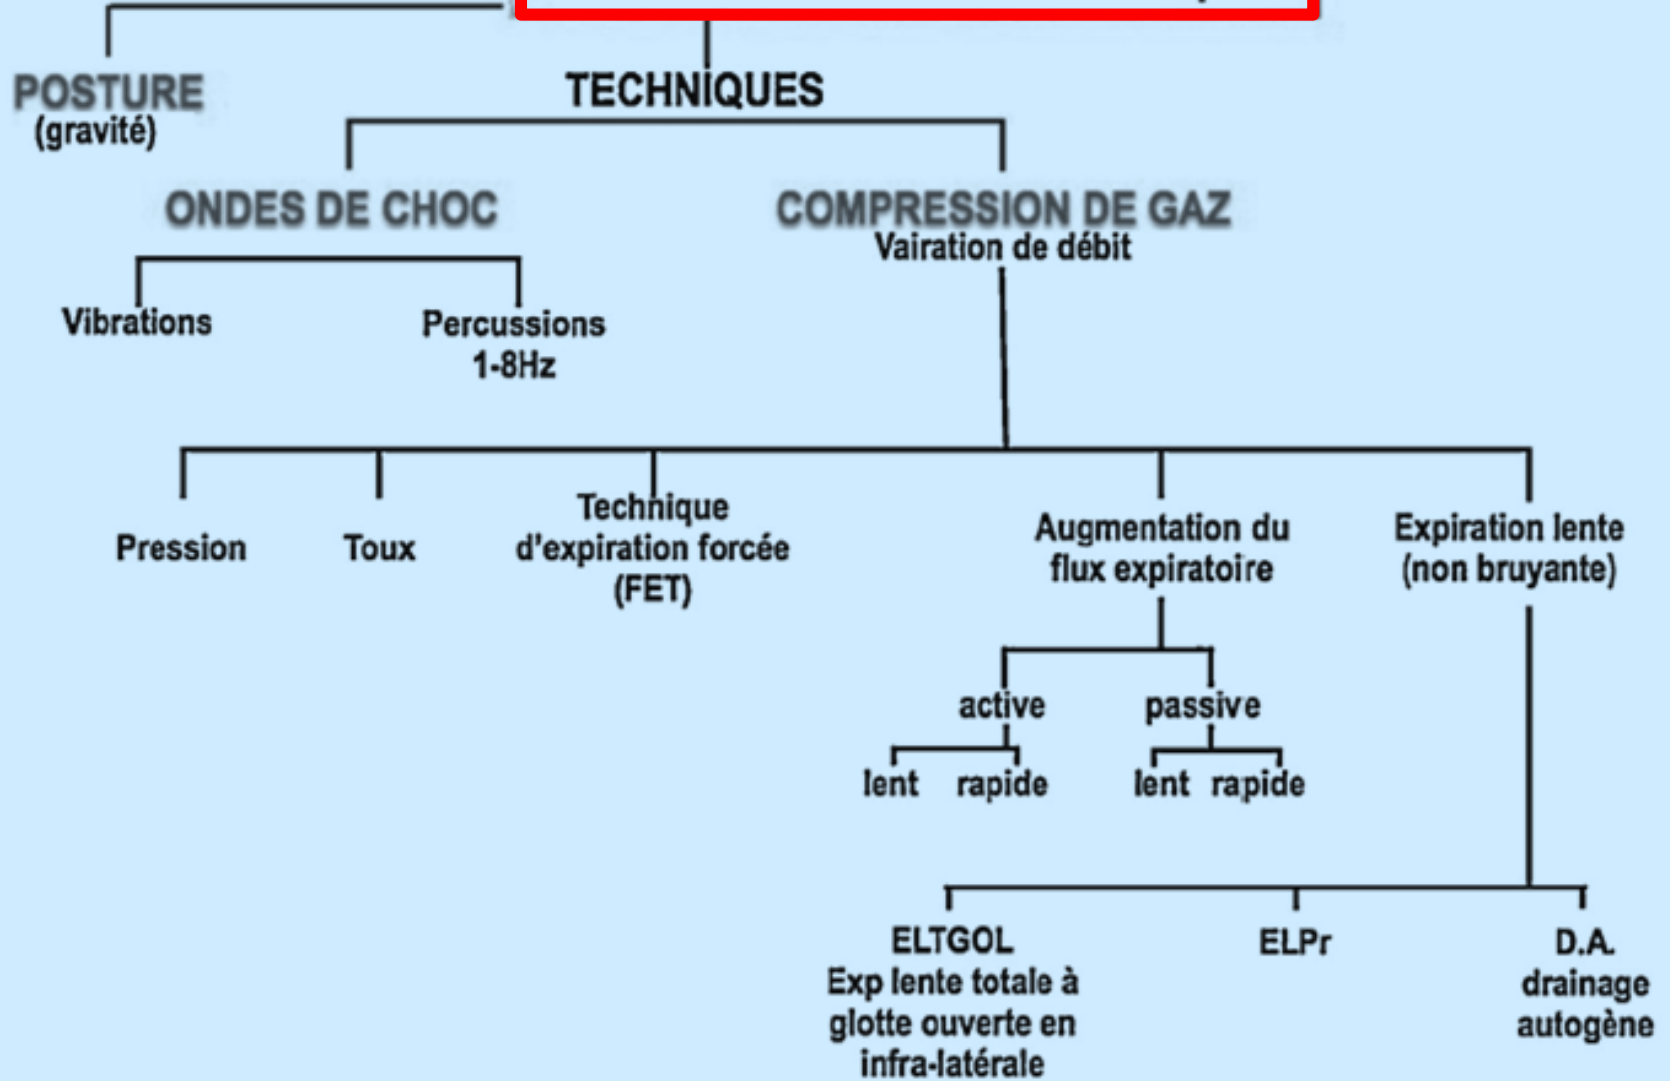 POSTURE
(gravité)
TECHNIQUES
ONDES DE CHOC
COMPRESSION DE GAZ
Vairation de débit
Vibrations
Percussions
1-8Hz
Pression
Toux
Technique
d'expiration forcée
(FET)
Augmentation du
flux expiratoire
Expiration lente
(non bruyante)
active
passive
lent
rapide
lent
rapide
ELTGOL
Exp lente totale à
glotte ouverte en
infra-latérale
ELPr
D.A.
drainage
autogène